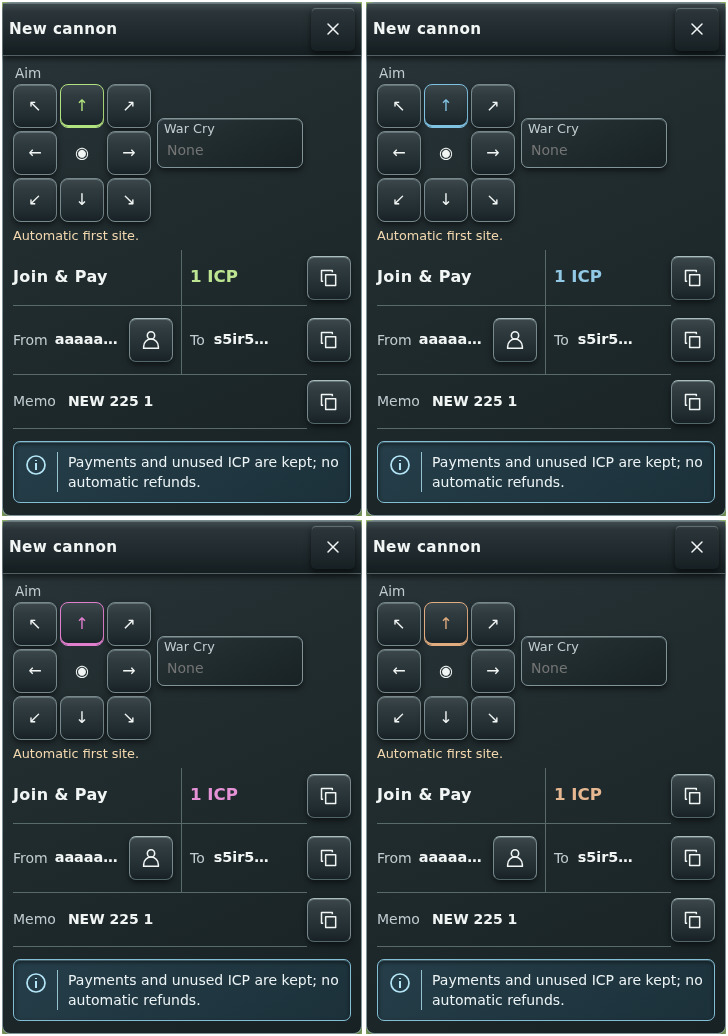 New cannon
Aim
↖ ↑ ↗
← ◉ →
↙ ↓ ↘
War Cry
None
Automatic first site.
Join & Pay 1 ICP
From aaaaa… To s5ir5…
Memo NEW 225 1
Payments and unused ICP are kept; no
automatic refunds.
New cannon
Aim
↖ ↑ ↗
← ◉ →
↙ ↓ ↘
War Cry
None
Automatic first site.
Join & Pay 1 ICP
From aaaaa… To s5ir5…
Memo NEW 225 1
Payments and unused ICP are kept; no
automatic refunds.
New cannon
Aim
↖ ↑ ↗
← ◉ →
↙ ↓ ↘
War Cry
None
Automatic first site.
Join & Pay 1 ICP
From aaaaa… To s5ir5…
Memo NEW 225 1
Payments and unused ICP are kept; no
automatic refunds.
New cannon
Aim
↖ ↑ ↗
← ◉ →
↙ ↓ ↘
War Cry
None
Automatic first site.
Join & Pay 1 ICP
From aaaaa… To s5ir5…
Memo NEW 225 1
Payments and unused ICP are kept; no
automatic refunds.